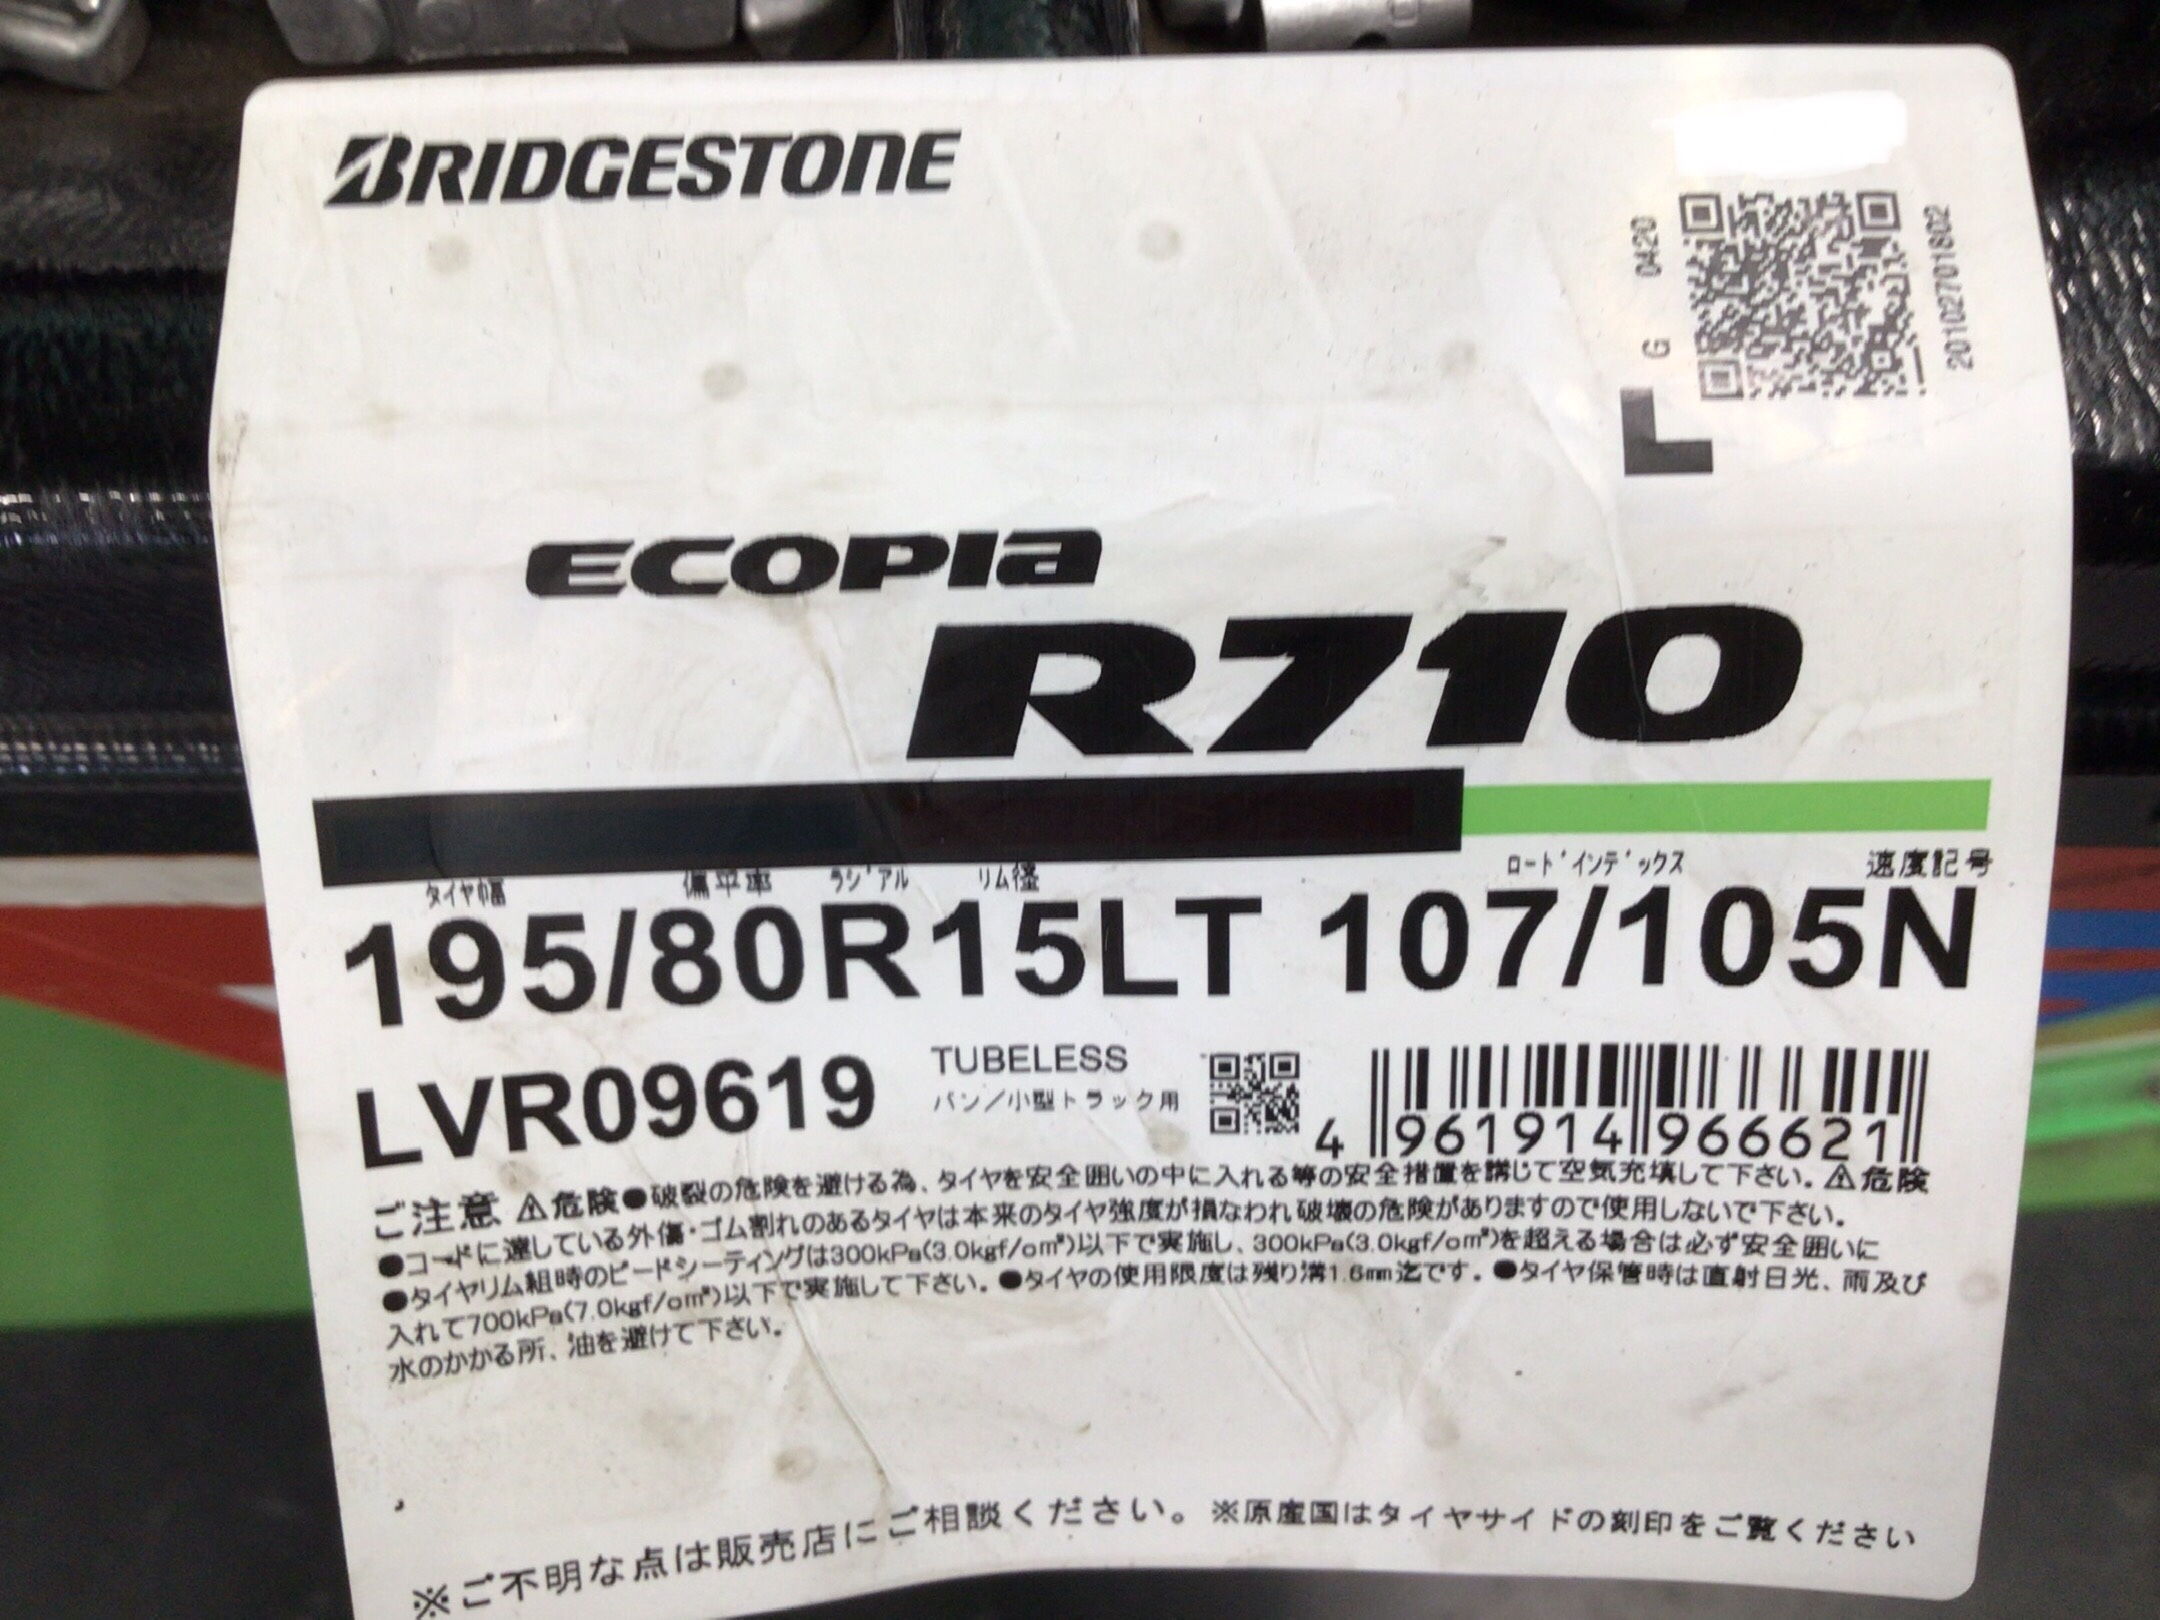 BRIDGESTONE
G 0420
201027701802
L
ECOPIA
R710
タイヤ幅 偏平率 ラジアル リム径 ロードインデックス 速度記号
195/80R15LT 107/105N
LVR09619
TUBELESS
バン/小型トラック用
4 961914 966621
ご注意 ⚠危険●破裂の危険を避ける為、タイヤを安全囲いの中に入れる等の安全措置を講じて空気充填して下さい。⚠危険
●コードに達している外傷・ゴム割れのあるタイヤは本来のタイヤ強度が損なわれ破壊の危険がありますので使用しないで下さい。
●タイヤリム組時のビードシーティングは300kPa(3.0kgf/cm²)以下で実施し、300kPa(3.0kgf/cm²)を超える場合は必ず安全囲いに
入れて700kPa(7.0kgf/cm²)以下で実施して下さい。●タイヤの使用限度は残り溝1.6mm迄です。●タイヤ保管時は直射日光、雨及び
水のかかる所、油を避けて下さい。
※ご不明な点は販売店にご相談ください。※原産国はタイヤサイドの刻印をご覧ください